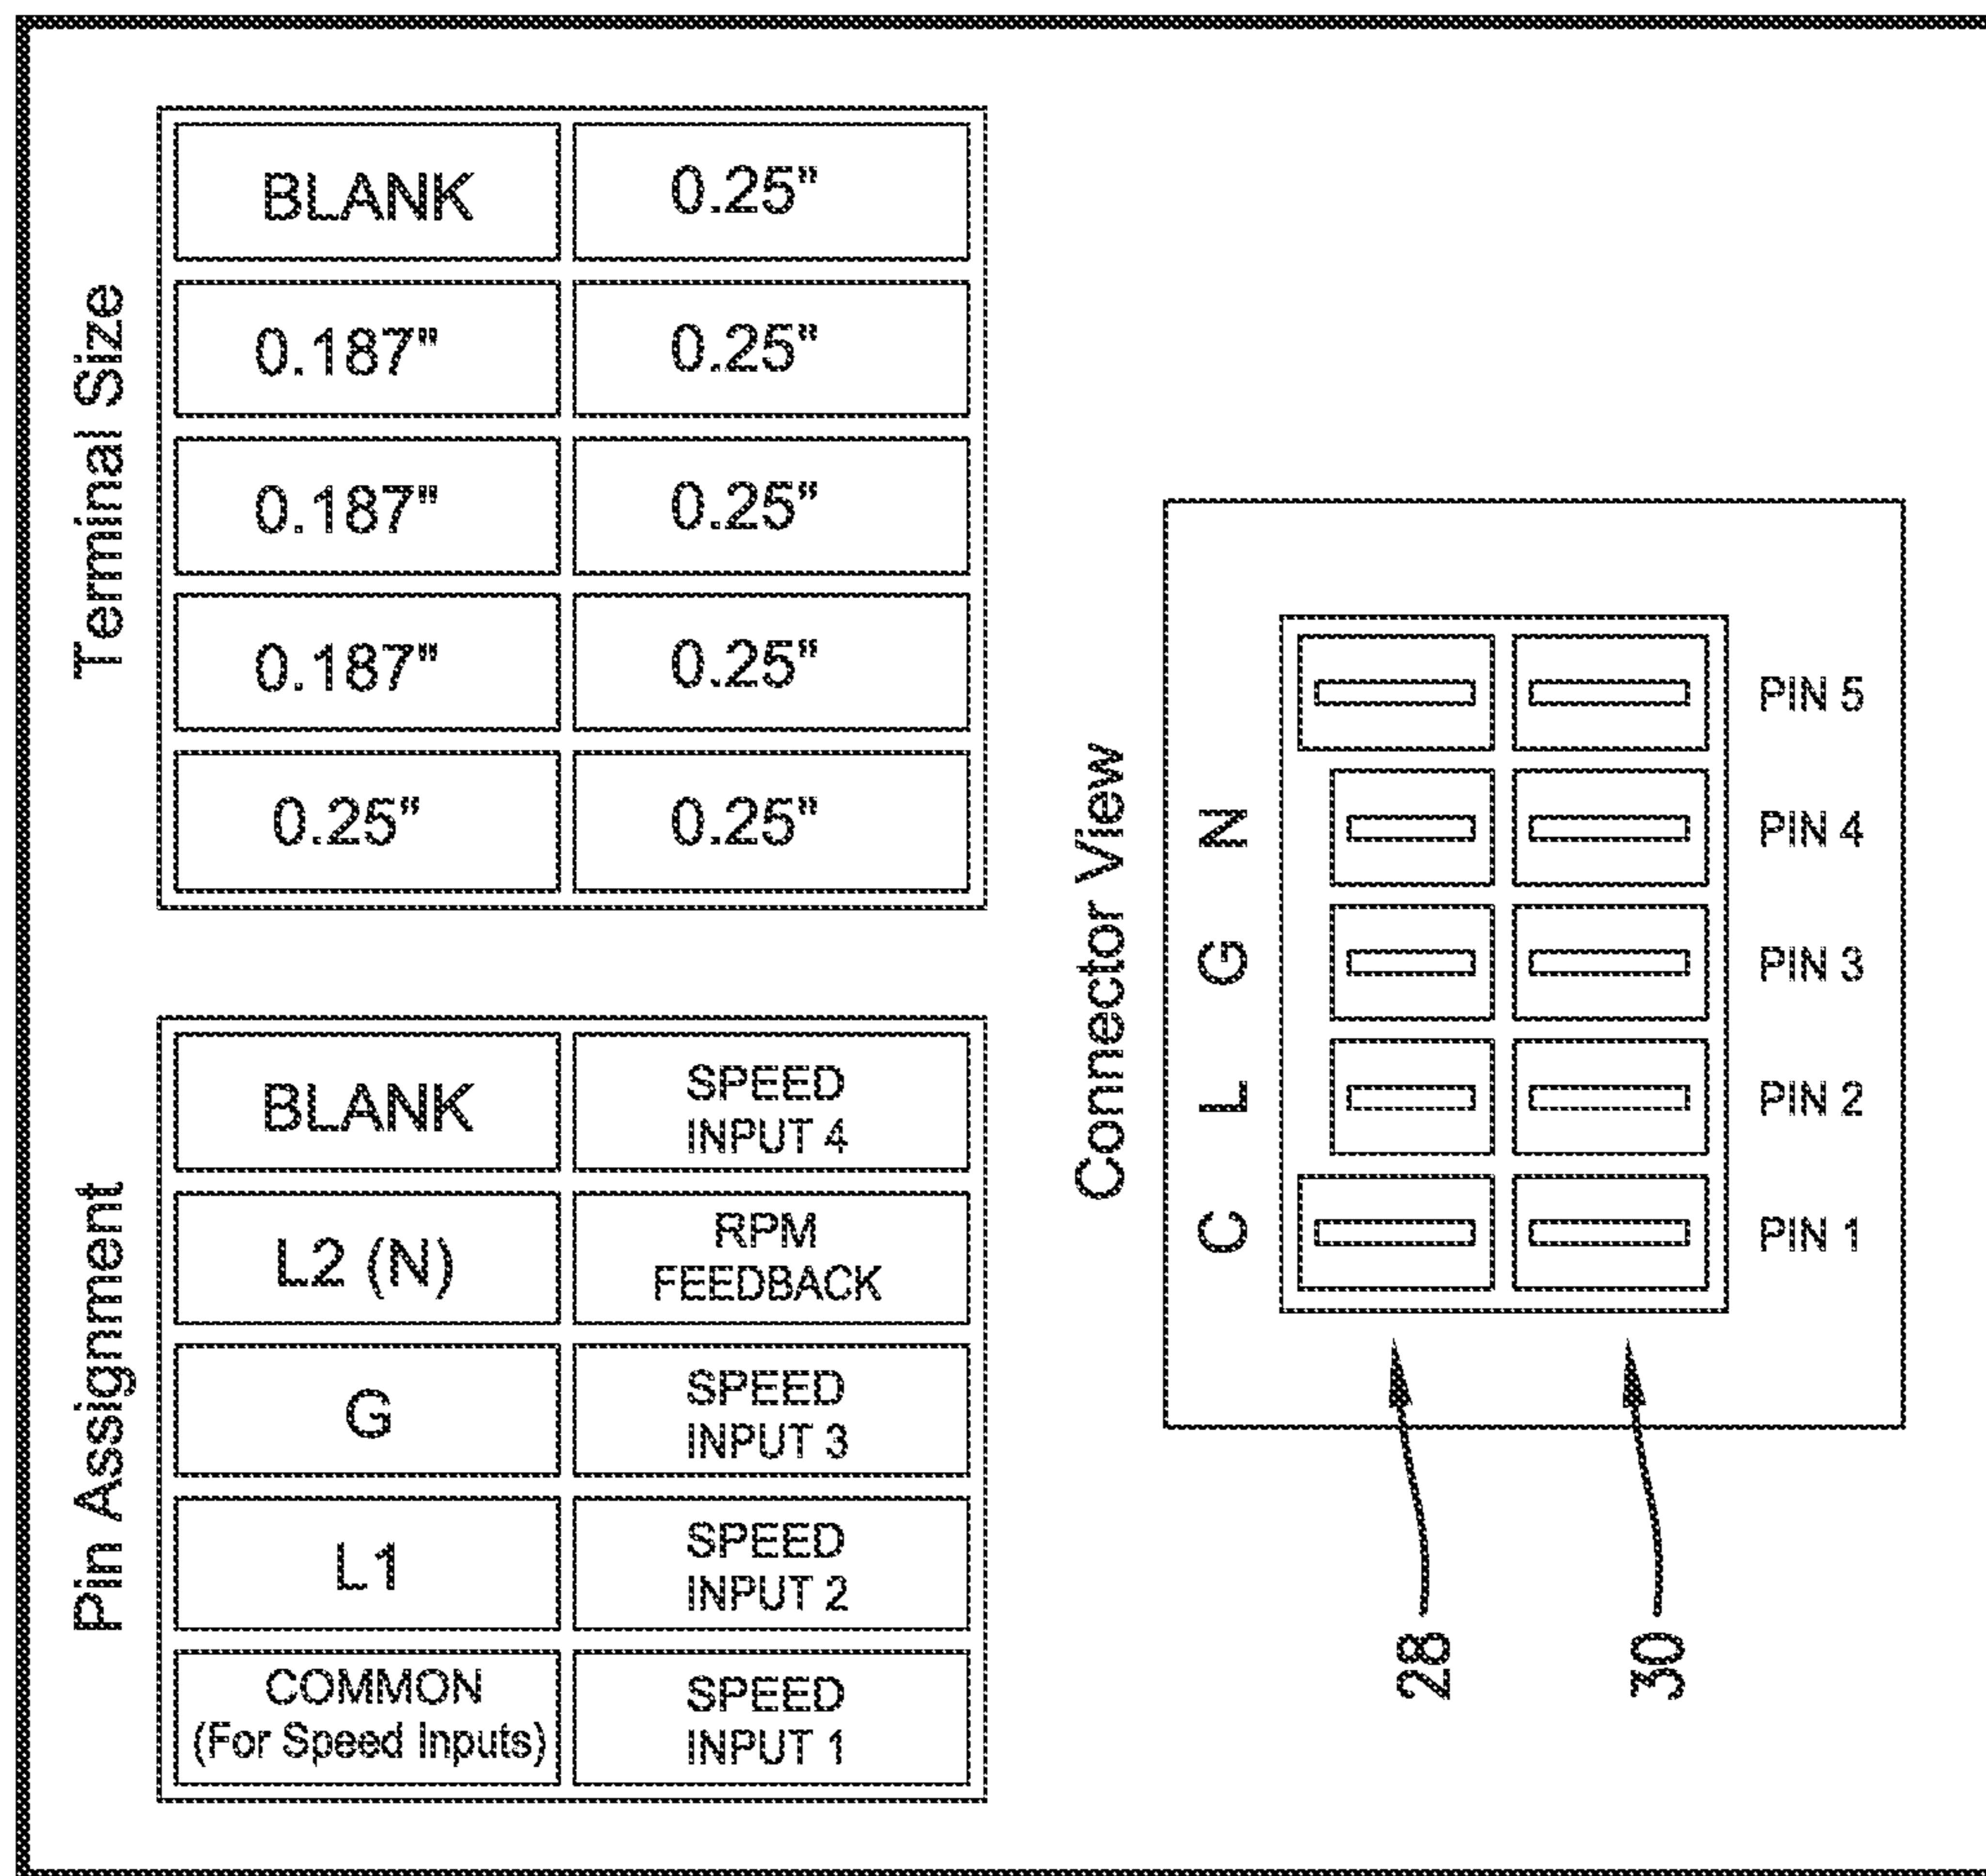 Terminal Size
BLANK
0.25"
0.187"
0.25"
0.187"
0.25"
0.187"
0.25"
0.25"
0.25"
Pin Assignment
BLANK
SPEED
INPUT 4
L2 (N)
RPM
FEEDBACK
G
SPEED
INPUT 3
L1
SPEED
INPUT 2
COMMON
(For Speed Inputs)
SPEED
INPUT 1
Connector View
C L G N
PIN 5
PIN 4
PIN 3
PIN 2
PIN 1
28
30